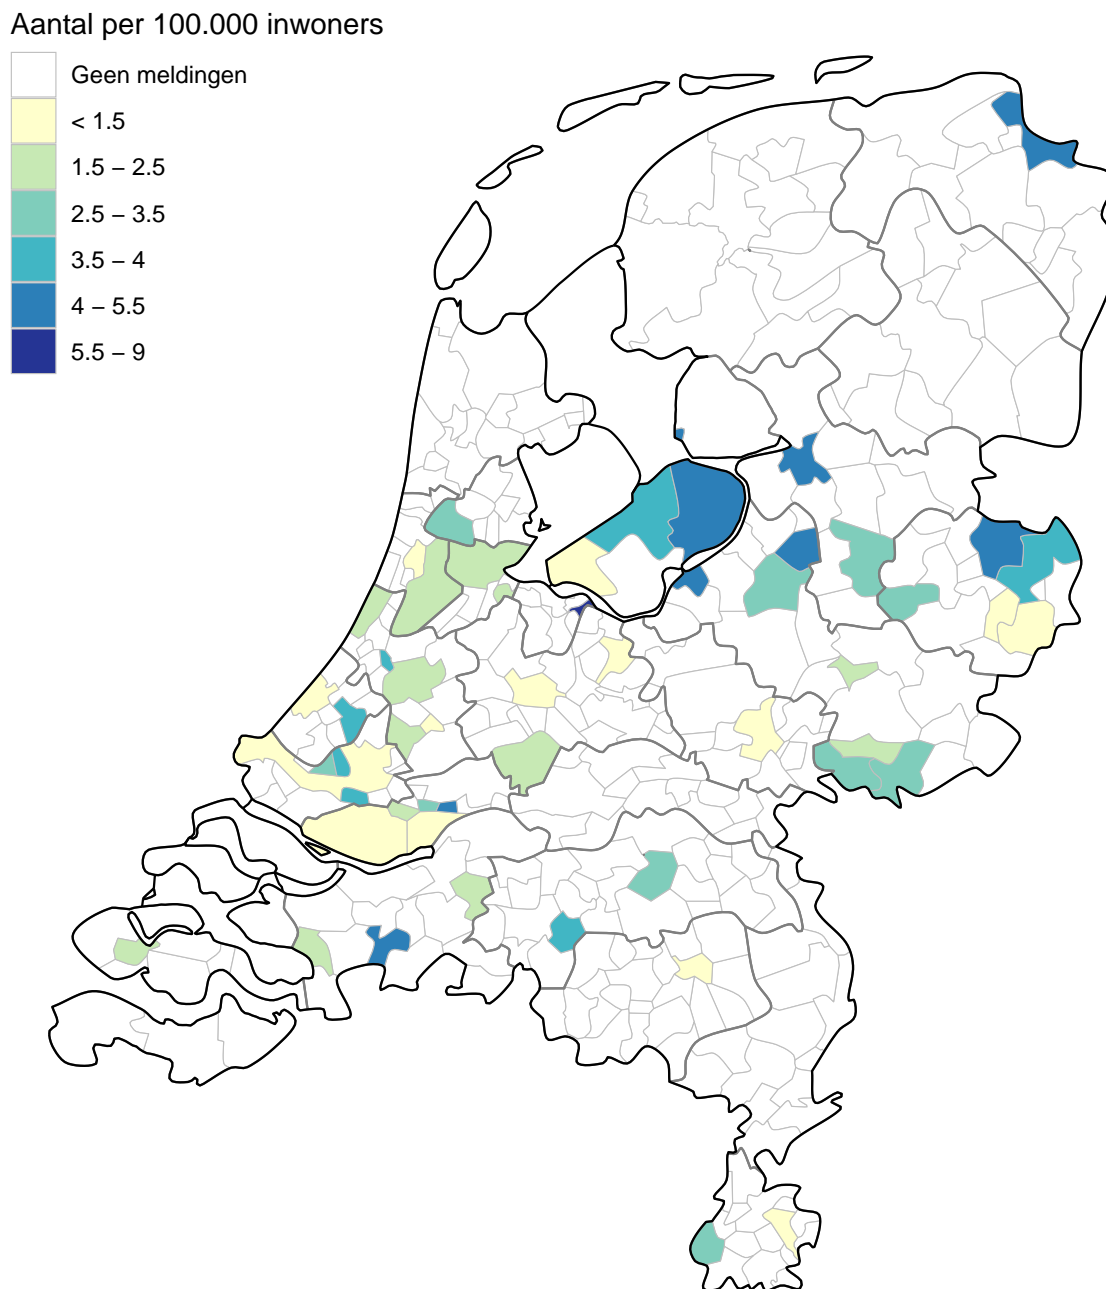 Aantal per 100.000 inwoners
Geen meldingen
< 1.5
1.5 – 2.5
2.5 – 3.5
3.5 – 4
4 – 5.5
5.5 – 9